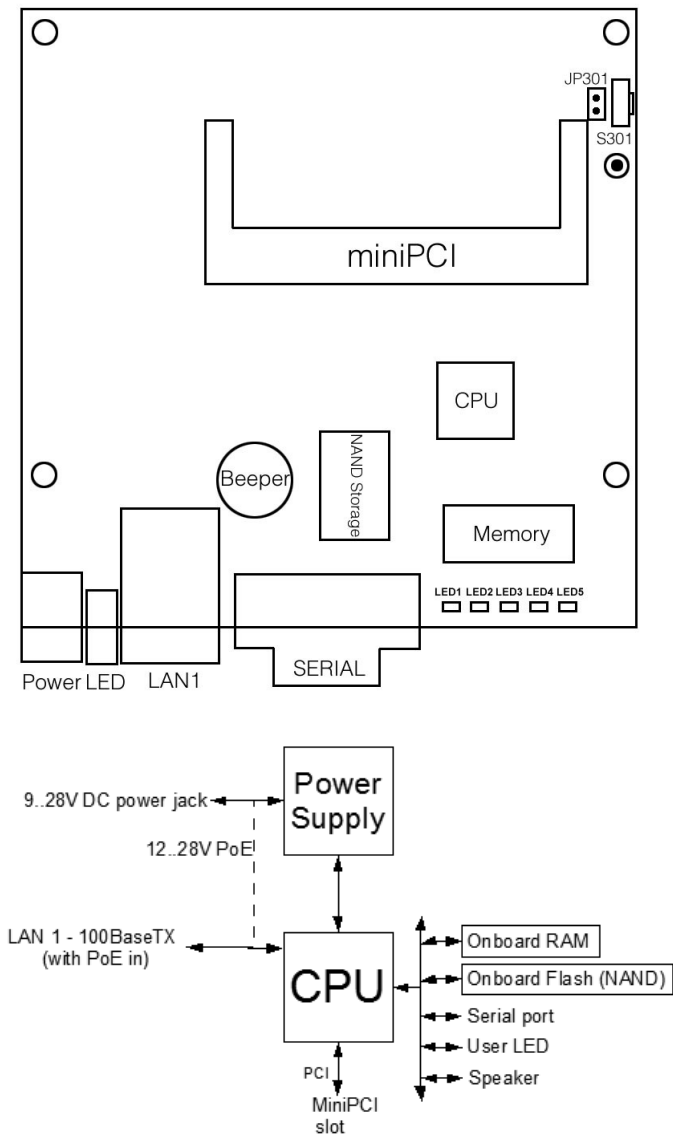 JP301
S301
miniPCI
CPU
NAND Storage
Beeper
Memory
LED1 LED2 LED3 LED4 LED5
SERIAL
Power LED LAN1
Power
Supply
9..28V DC power jack
12..28V PoE
LAN 1 - 100BaseTX
(with PoE in)
CPU
Onboard RAM
Onboard Flash (NAND)
Serial port
User LED
Speaker
PCI
MiniPCI
slot